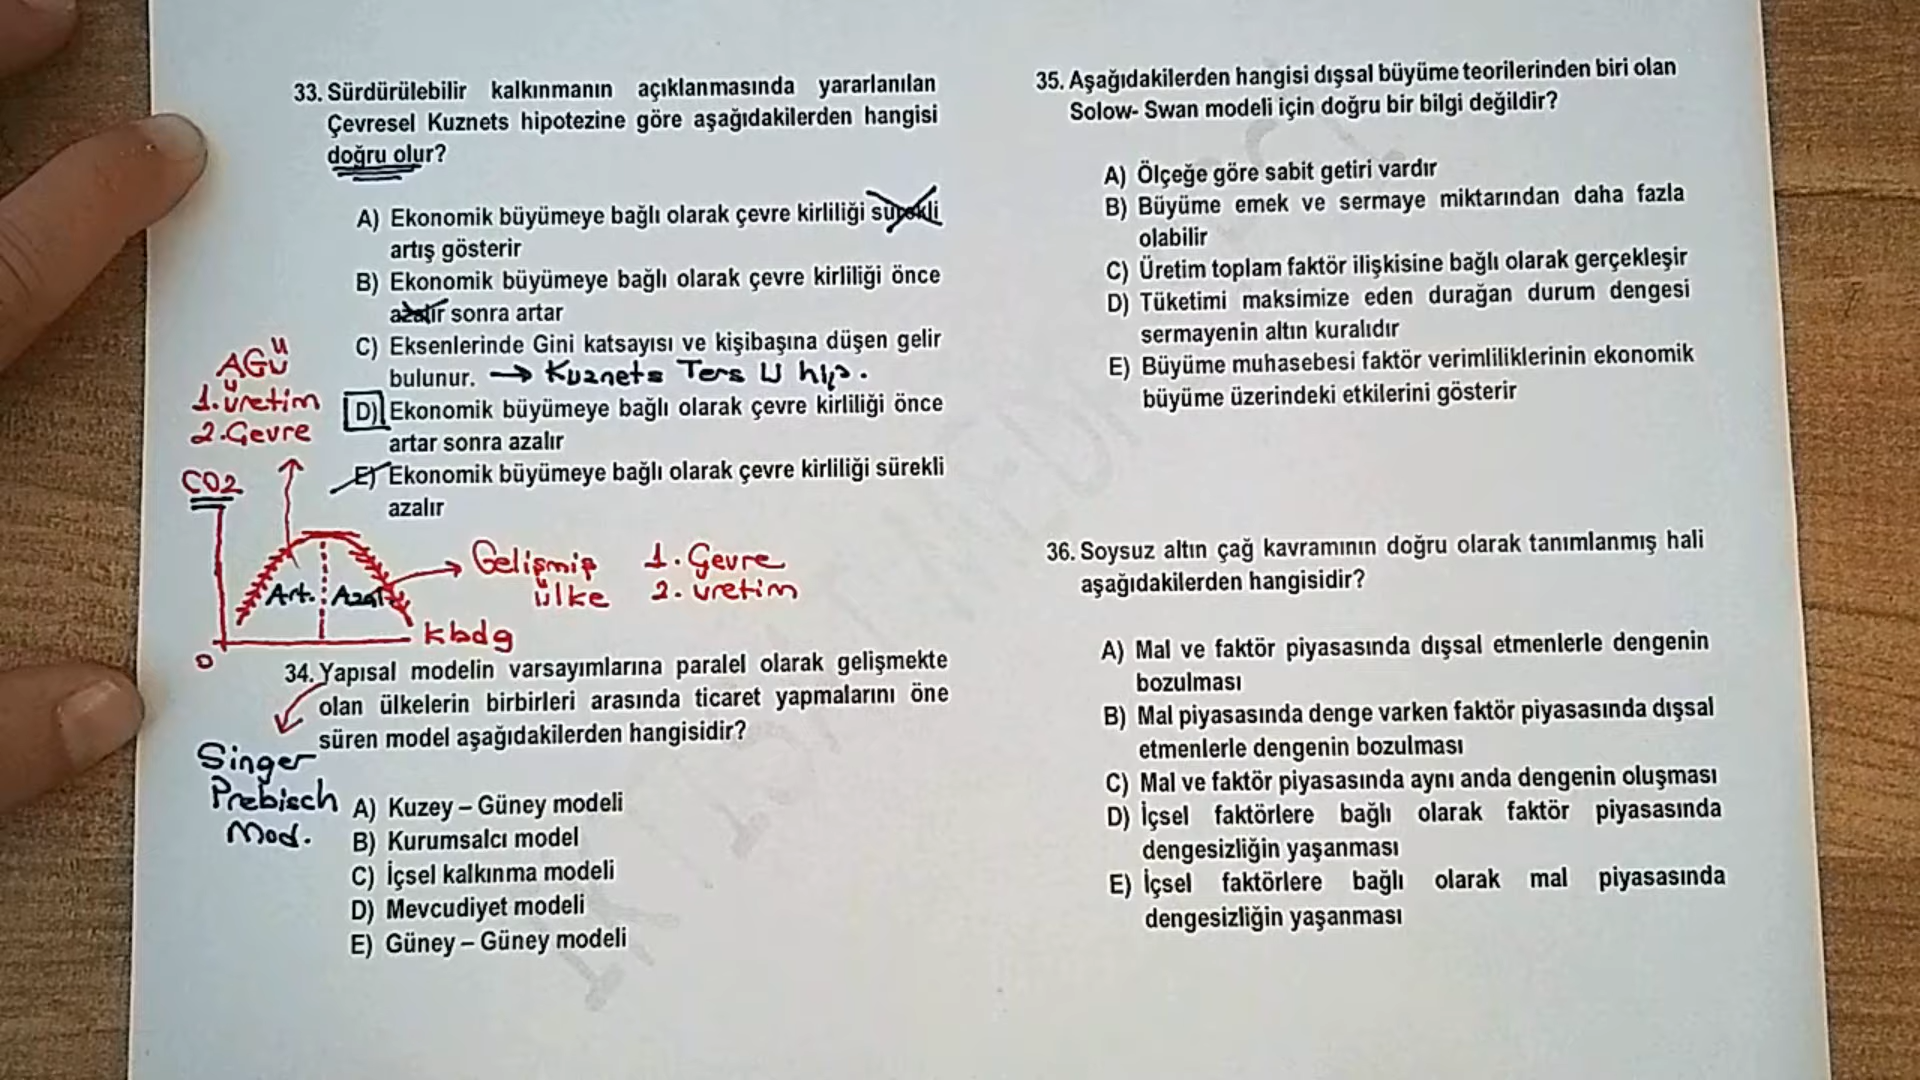 33. Sürdürülebilir kalkınmanın açıklanmasında yararlanılan
Çevresel Kuznets hipotezine göre aşağıdakilerden hangisi
doğru olur?
A) Ekonomik büyümeye bağlı olarak çevre kirliliği sürekli
artış gösterir
B) Ekonomik büyümeye bağlı olarak çevre kirliliği önce
azalır sonra artar
C) Eksenlerinde Gini katsayısı ve kişibaşına düşen gelir
bulunur. → Kuznets Ters U hip.
D) Ekonomik büyümeye bağlı olarak çevre kirliliği önce
artar sonra azalır
E) Ekonomik büyümeye bağlı olarak çevre kirliliği sürekli
azalır
AGÜ
1. üretim
2. Çevre
CO2
Art. Azal
Gelişmiş
ülke
1. Çevre
2. üretim
kbdg
0
34. Yapısal modelin varsayımlarına paralel olarak gelişmekte
olan ülkelerin birbirleri arasında ticaret yapmalarını öne
süren model aşağıdakilerden hangisidir?
Singer
Prebisch
Mod.
A) Kuzey – Güney modeli
B) Kurumsalcı model
C) İçsel kalkınma modeli
D) Mevcudiyet modeli
E) Güney – Güney modeli
35. Aşağıdakilerden hangisi dışsal büyüme teorilerinden biri olan
Solow- Swan modeli için doğru bir bilgi değildir?
A) Ölçeğe göre sabit getiri vardır
B) Büyüme emek ve sermaye miktarından daha fazla
olabilir
C) Üretim toplam faktör ilişkisine bağlı olarak gerçekleşir
D) Tüketimi maksimize eden durağan durum dengesi
sermayenin altın kuralıdır
E) Büyüme muhasebesi faktör verimliliklerinin ekonomik
büyüme üzerindeki etkilerini gösterir
36. Soysuz altın çağ kavramının doğru olarak tanımlanmış hali
aşağıdakilerden hangisidir?
A) Mal ve faktör piyasasında dışsal etmenlerle dengenin
bozulması
B) Mal piyasasında denge varken faktör piyasasında dışsal
etmenlerle dengenin bozulması
C) Mal ve faktör piyasasında aynı anda dengenin oluşması
D) İçsel faktörlere bağlı olarak faktör piyasasında
dengesizliğin yaşanması
E) İçsel faktörlere bağlı olarak mal piyasasında
dengesizliğin yaşanması